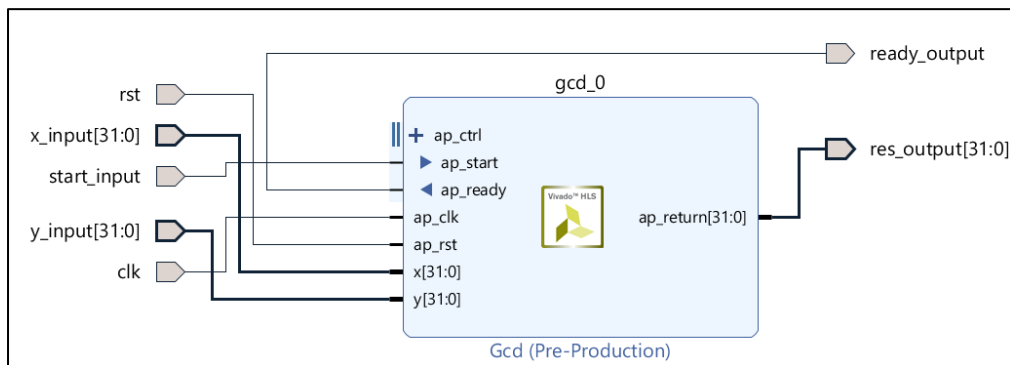 ready_output
gcd_0
rst
x_input[31:0]
ap_ctrl
res_output[31:0]
start_input
ap_start
ap_ready
Vivado™ HLS
y_input[31:0]
ap_clk
ap_return[31:0]
ap_rst
clk
x[31:0]
y[31:0]
Gcd (Pre-Production)